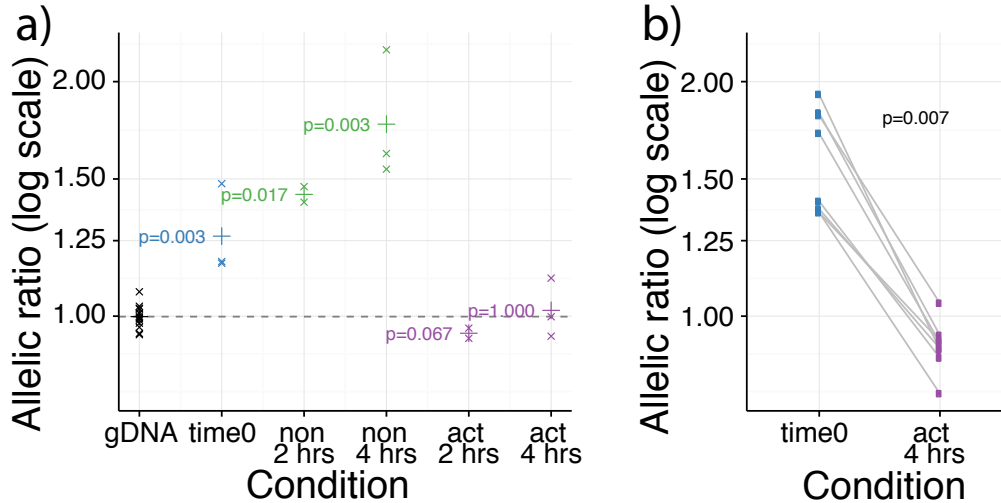 a)
Allelic ratio (log scale)
2.00
1.50
1.25
1.00
p=0.003
p=0.017
p=0.003
p=0.067
p=1.000
gDNA
time0
non
2 hrs
non
4 hrs
act
2 hrs
act
4 hrs
Condition
b)
Allelic ratio (log scale)
2.00
1.50
1.25
1.00
p=0.007
time0
act
4 hrs
Condition